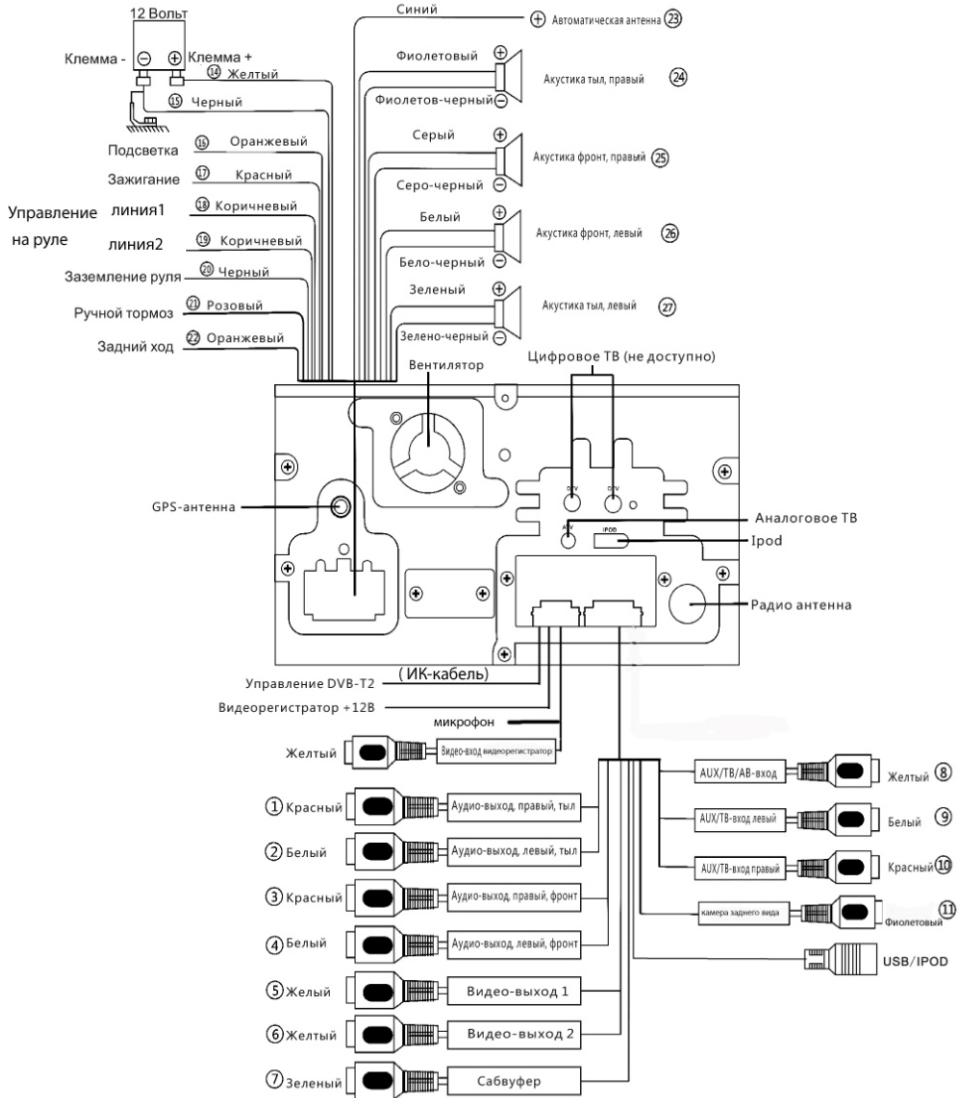 Синий
12 Вольт
⊕ Автоматическая антенна 23
Клемма - ⊖ ⊕ Клемма +
Фиолетовый ⊕
14 Желтый
Акустика тыл, правый 24
15 Черный
Фиолетов-черный ⊖
Серый ⊕
Подсветка 16 Оранжевый
Акустика фронт, правый 25
Зажигание 17 Красный
Серо-черный ⊖
Управление на руле
линия1 18 Коричневый
Белый ⊕
Акустика фронт, левый 26
линия2 19 Коричневый
Бело-черный ⊖
Заземление руля 20 Черный
Зеленый ⊕
Ручной тормоз 21 Розовый
Акустика тыл, левый 27
Задний ход 22 Оранжевый
Зелено-черный ⊖
Вентилятор
Цифровое ТВ (не доступно)
GPS-антенна
DTV DTV
Аналоговое ТВ
ATV IPOD
Ipod
Радио антенна
(ИК-кабель)
Управление DVB-T2
Видеорегистратор +12В
микрофон
Желтый Видео-вход видеорегистратор
1 Красный Аудио-выход, правый, тыл
2 Белый Аудио-выход, левый, тыл
3 Красный Аудио-выход, правый, фронт
4 Белый Аудио-выход, левый, фронт
5 Желый Видео-выход 1
6 Желтый Видео-выход 2
7 Зеленый Сабвуфер
AUX/ТВ/АВ-вход Желтый 8
AUX/ТВ-вход левый Белый 9
AUX/ТВ-вход правый Красный 10
камера заднего вида Фиолетовый 11
USB/IPOD